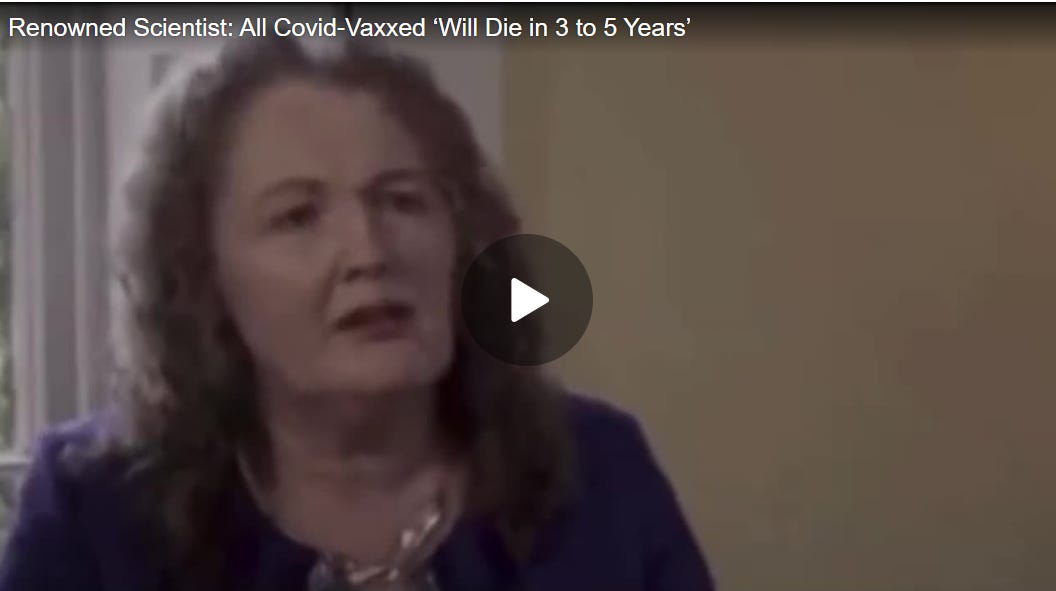 Renowned Scientist: All Covid-Vaxxed ‘Will Die in 3 to 5 Years’